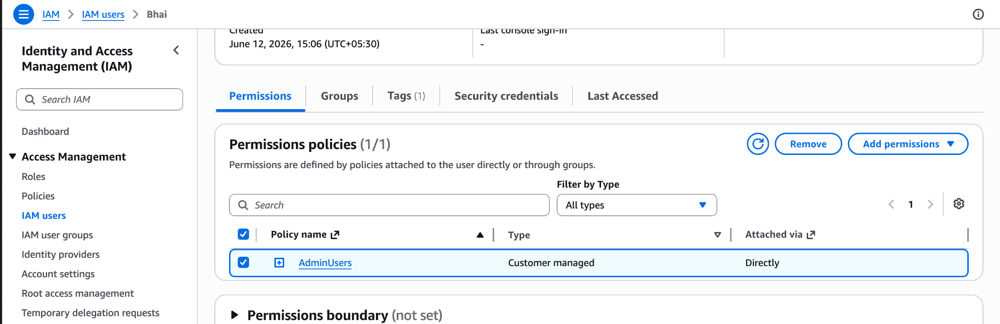 IAM > IAM users > Bhai
Identity and Access
Management (IAM)
Search IAM
Dashboard
Access Management
Roles
Policies
IAM users
IAM user groups
Identity providers
Account settings
Root access management
Temporary delegation requests
Created
June 12, 2026, 15:06 (UTC+05:30)
Last console sign-in
-
Permissions Groups Tags (1) Security credentials Last Accessed
Permissions policies (1/1)
Remove Add permissions
Permissions are defined by policies attached to the user directly or through groups.
Filter by Type
Search All types 1
Policy name Type Attached via
AdminUsers Customer managed Directly
Permissions boundary (not set)